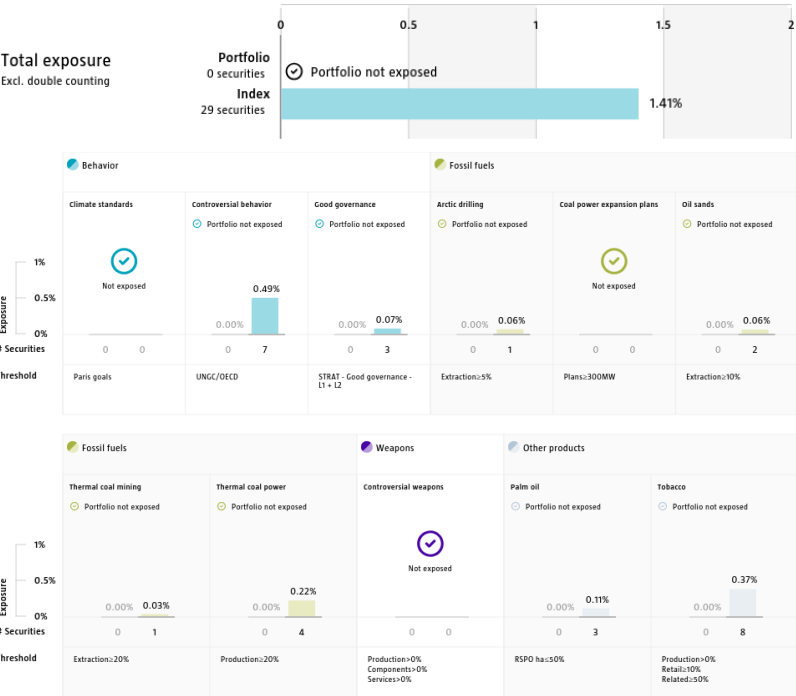 0 0.5 1 1.5 2
Total exposure
Excl. double counting
Portfolio
0 securities
Portfolio not exposed
Index
29 securities
1.41%
Behavior
Fossil fuels
Climate standards
Controversial behavior
Good governance
Arctic drilling
Coal power expansion plans
Oil sands
Portfolio not exposed
Portfolio not exposed
Portfolio not exposed
Portfolio not exposed
Not exposed
Not exposed
Exposure
1%
0.5%
0%
0.00% 0.49%
0.00% 0.07%
0.00% 0.06%
0.00% 0.06%
# Securities
0 0
0 7
0 3
0 1
0 0
0 2
hreshold
Paris goals
UNGC/OECD
STRAT - Good governance -
L1 + L2
Extraction≥5%
Plans≥300MW
Extraction≥10%
Fossil fuels
Weapons
Other products
Thermal coal mining
Thermal coal power
Controversial weapons
Palm oil
Tobacco
Portfolio not exposed
Portfolio not exposed
Portfolio not exposed
Portfolio not exposed
Not exposed
Exposure
1%
0.5%
0%
0.00% 0.03%
0.00% 0.22%
0.00% 0.11%
0.00% 0.37%
# Securities
0 1
0 4
0 0
0 3
0 8
hreshold
Extraction≥20%
Production≥20%
Production>0%
Components>0%
Services>0%
RSPO ha≤50%
Production>0%
Retail≥10%
Related≥50%